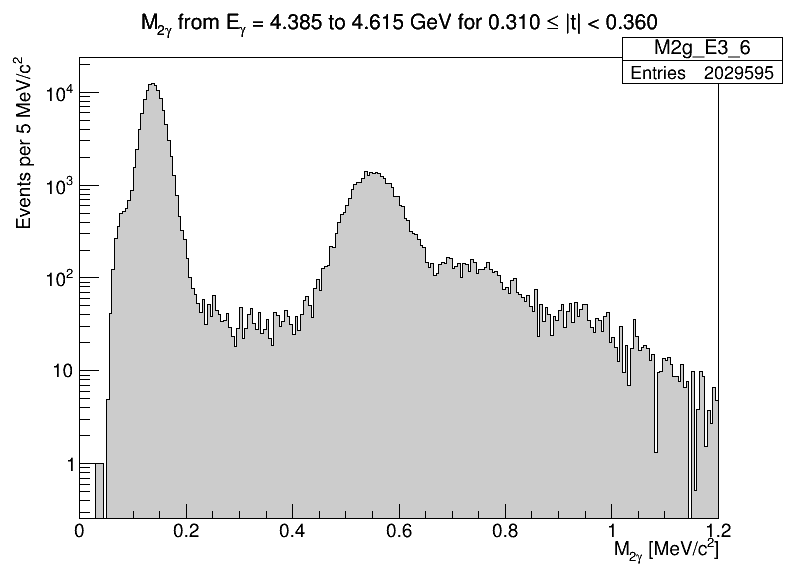 M₂γ from Eγ = 4.385 to 4.615 GeV for 0.310 ≤ |t| < 0.360
M2g_E3_6
Entries 2029595
Events per 5 MeV/c²
10⁴
10³
10²
10
1
0 0.2 0.4 0.6 0.8 1 1.2
M₂γ [MeV/c²]